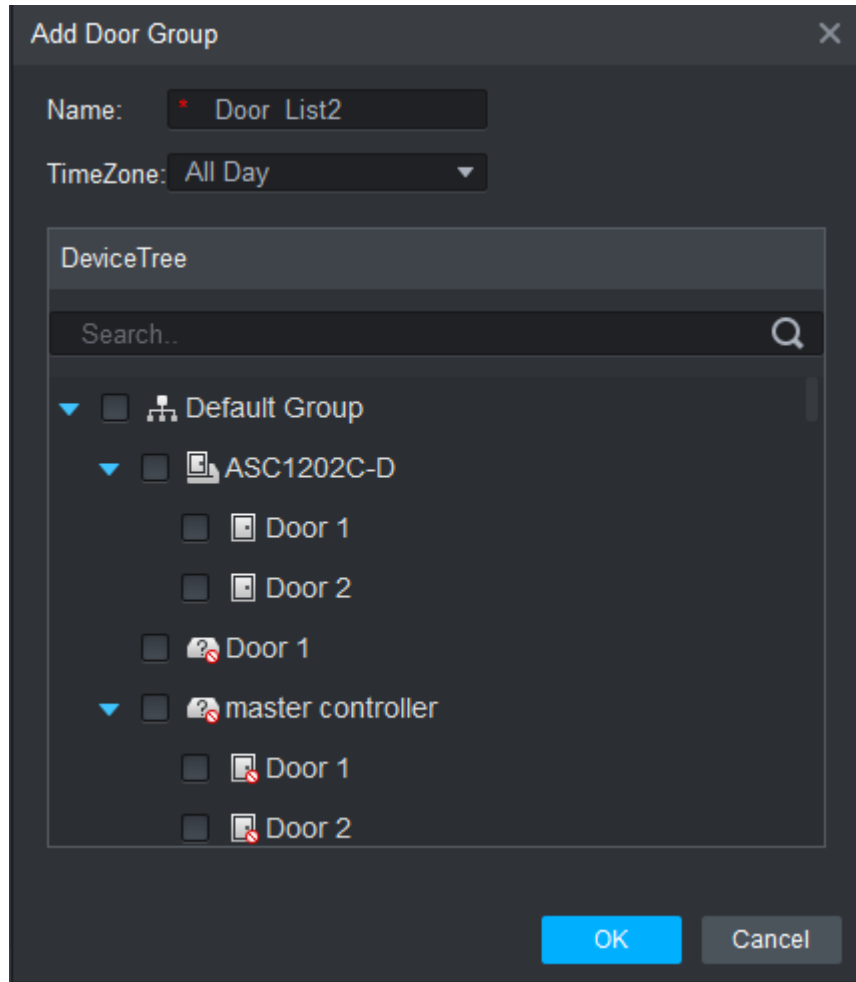 Add Door Group
Name: * Door List2
TimeZone: All Day
DeviceTree
Search..
Default Group
ASC1202C-D
Door 1
Door 2
Door 1
master controller
Door 1
Door 2
OK Cancel